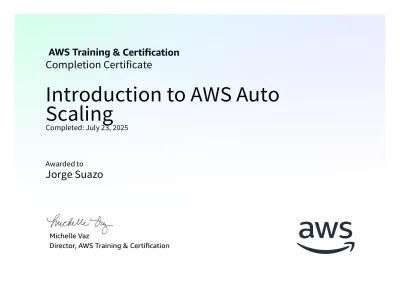 AWS Training & Certification
Completion Certificate
Introduction to AWS Auto
Scaling
Completed: July 23, 2025
Awarded to
Jorge Suazo
Michelle Vaz
Michelle Vaz
Director, AWS Training & Certification
aws